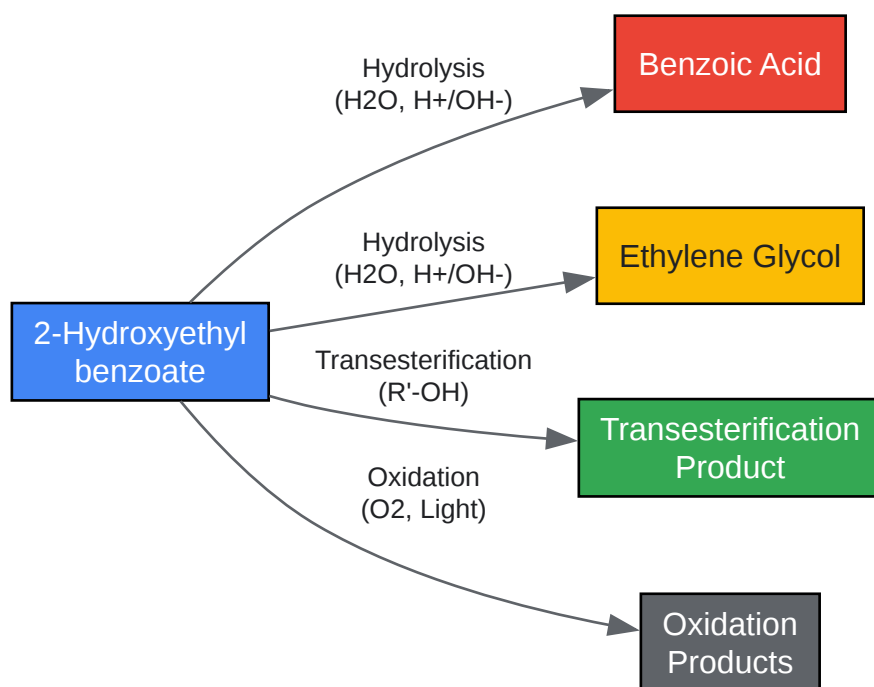 Hydrolysis
(H2O, H+/OH-)
Benzoic Acid
Hydrolysis
(H2O, H+/OH-)
Ethylene Glycol
2-Hydroxyethyl
benzoate
Transesterification
(R'-OH)
Transesterification
Product
Oxidation
(O2, Light)
Oxidation
Products